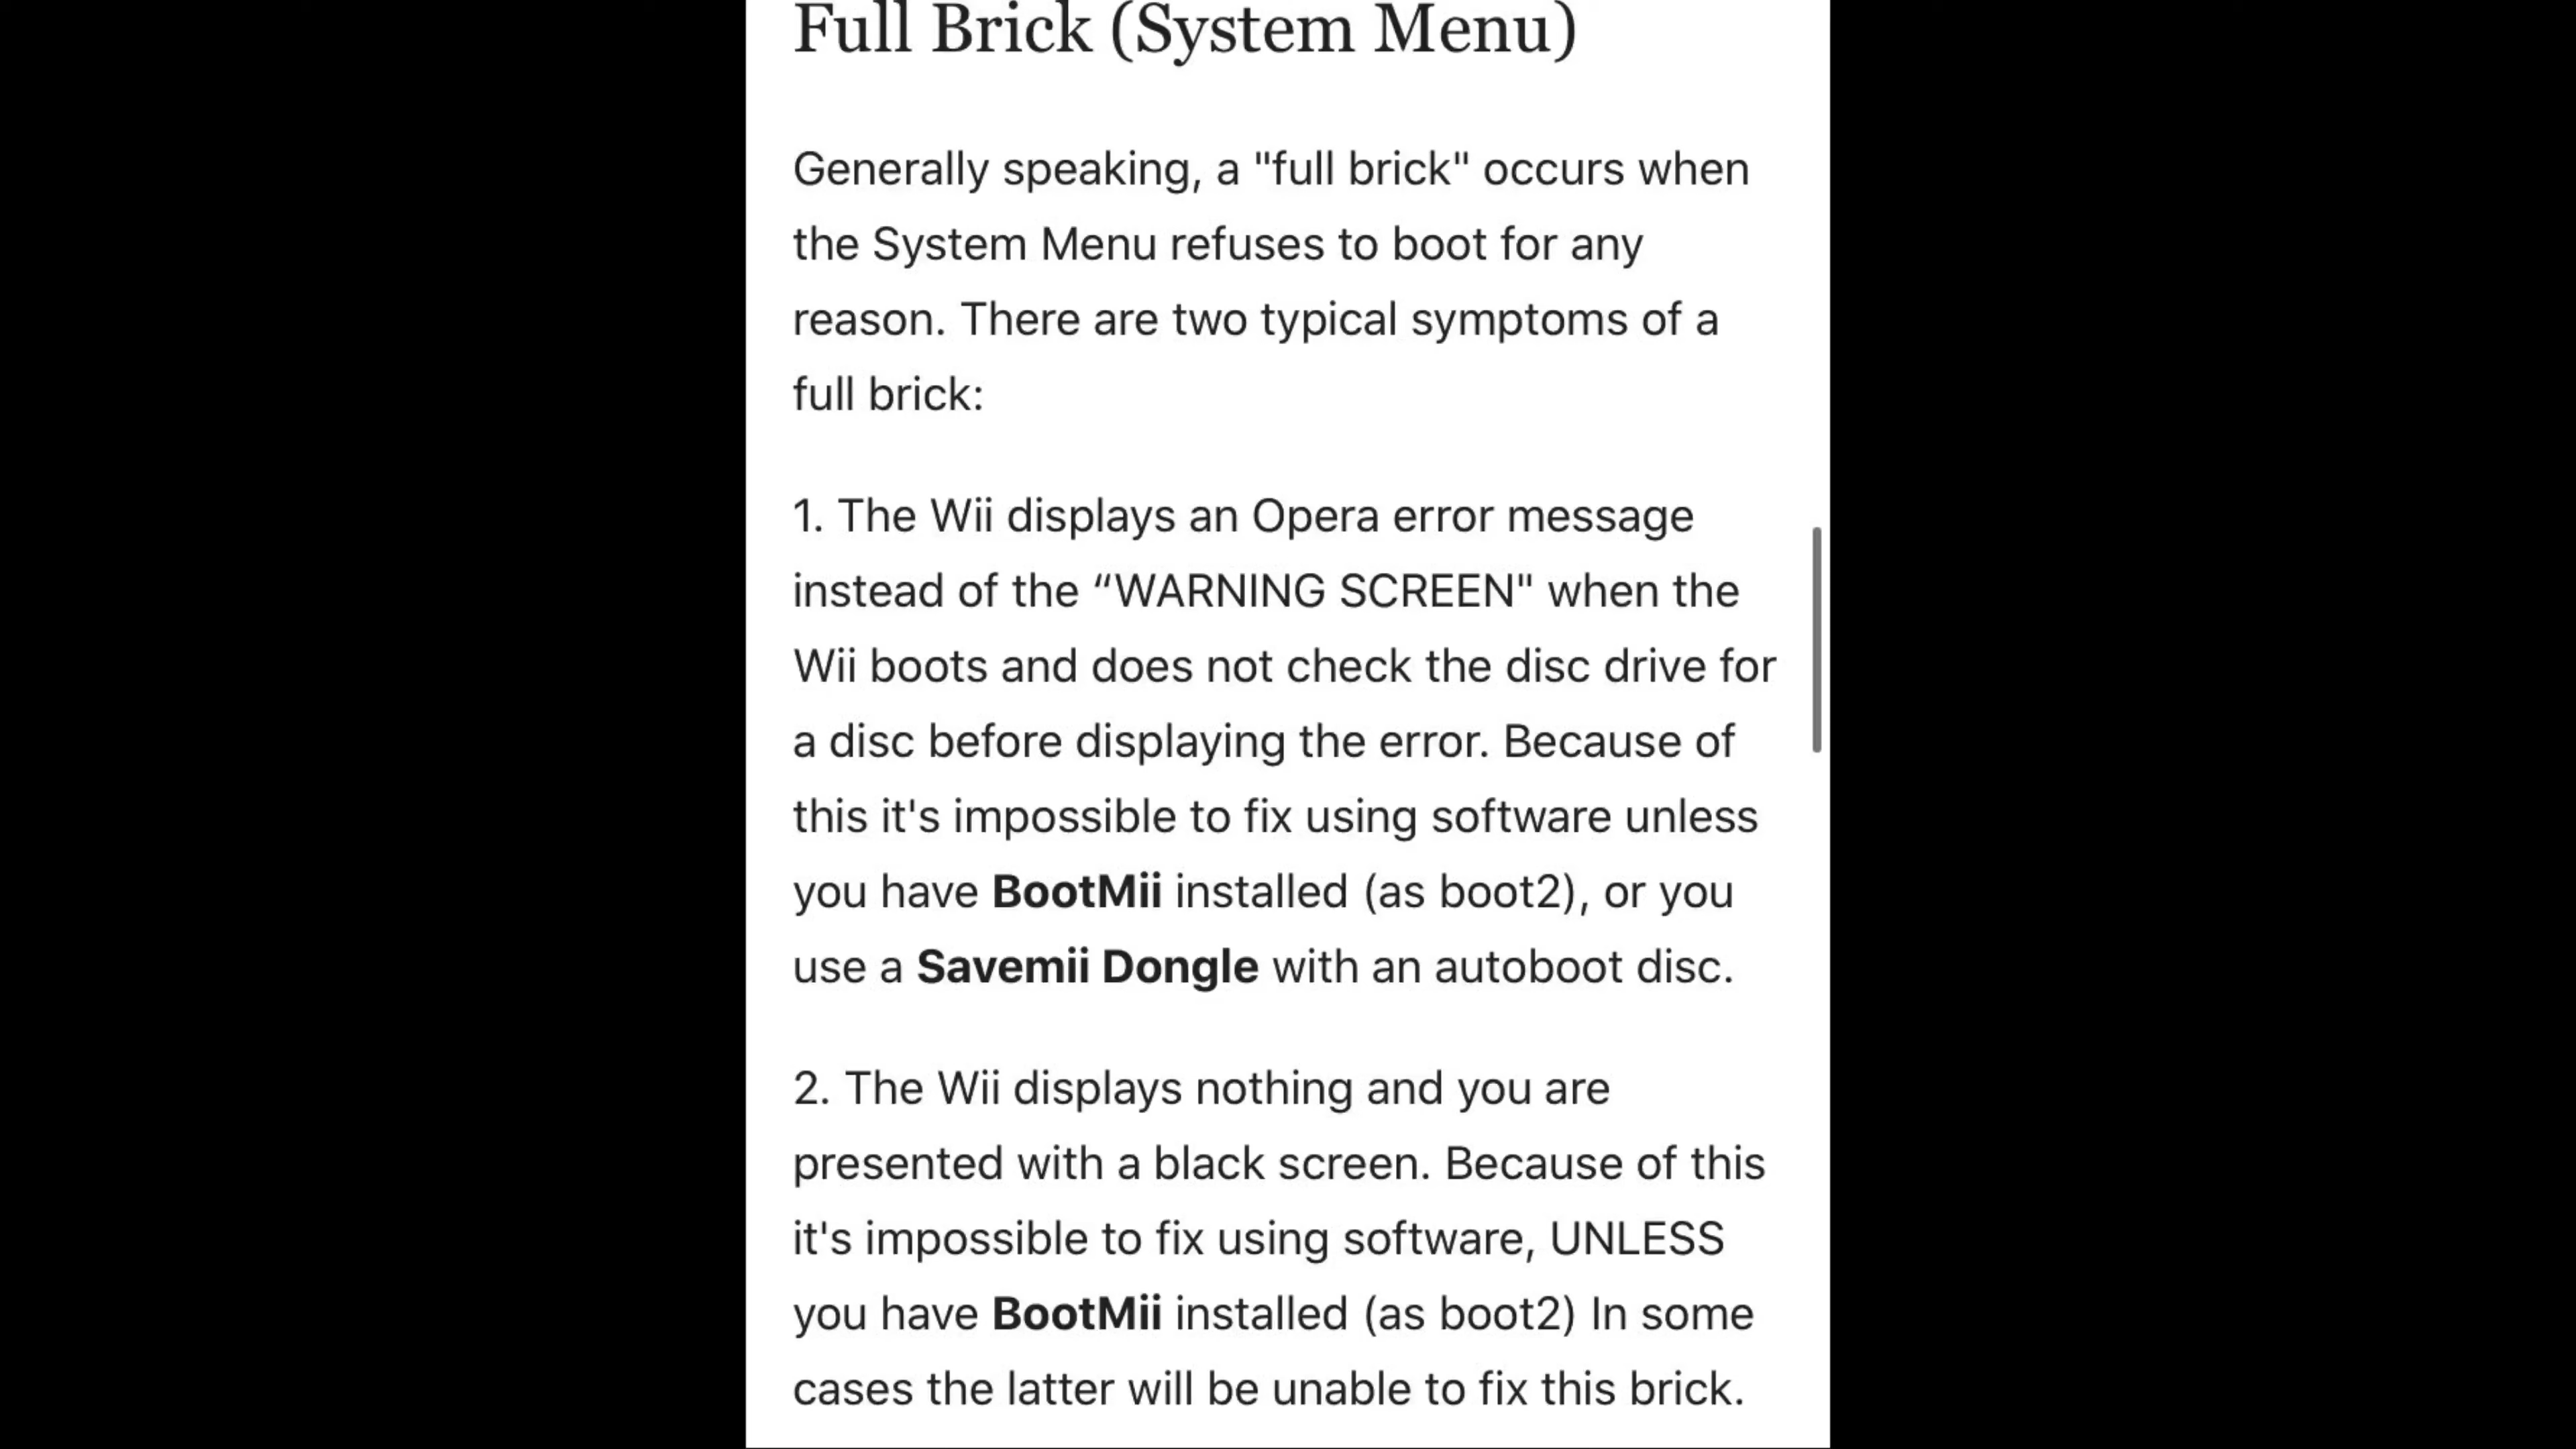 Full Brick (System Menu)
Generally speaking, a "full brick" occurs when
the System Menu refuses to boot for any
reason. There are two typical symptoms of a
full brick:
1. The Wii displays an Opera error message
instead of the “WARNING SCREEN" when the
Wii boots and does not check the disc drive for
a disc before displaying the error. Because of
this it's impossible to fix using software unless
you have BootMii installed (as boot2), or you
use a Savemii Dongle with an autoboot disc.
2. The Wii displays nothing and you are
presented with a black screen. Because of this
it's impossible to fix using software, UNLESS
you have BootMii installed (as boot2) In some
cases the latter will be unable to fix this brick.